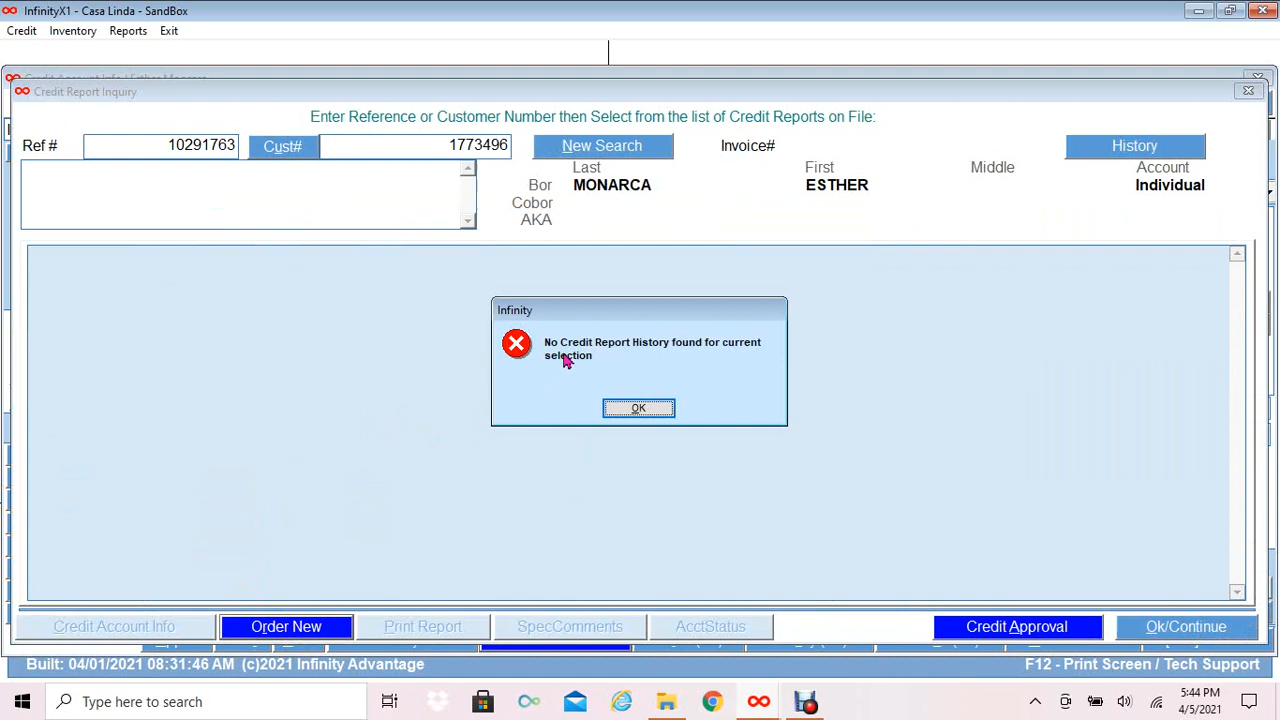 InfinityX1 - Casa Linda - SandBox
Credit Inventory Reports Exit
Credit Report Inquiry
Enter Reference or Customer Number then Select from the list of Credit Reports on File:
Ref # 10291763 Cust# 1773496 New Search Invoice# History
Last First Middle Account
Bor MONARCA ESTHER Individual
Cobor
AKA
Infinity
No Credit Report History found for current
selection
OK
Credit Account Info Order New Print Report SpecComments AcctStatus Credit Approval Ok/Continue
Built: 04/01/2021 08:31:46 AM (c)2021 Infinity Advantage F12 - Print Screen / Tech Support
Type here to search
5:44 PM
4/5/2021